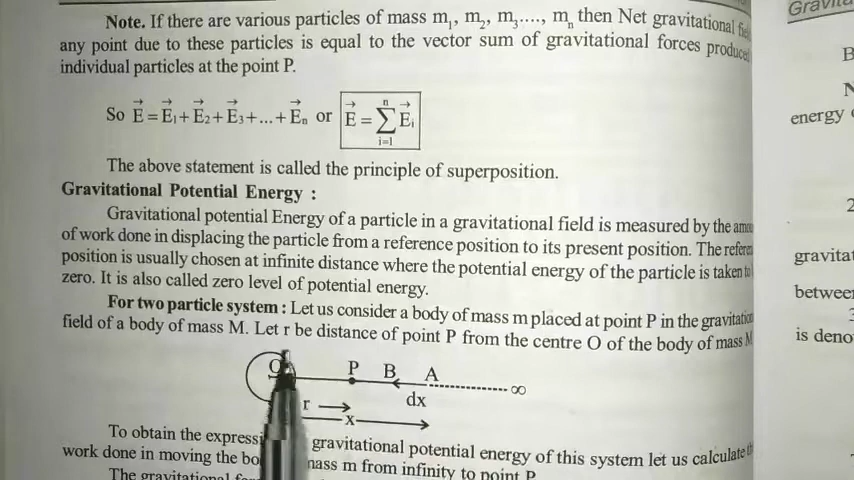 Note. If there are various particles of mass m₁, m₂, m₃...., mₙ then Net gravitational
any point due to these particles is equal to the vector sum of gravitational forces produced
individual particles at the point P.
So E⃗ = E⃗₁ + E⃗₂ + E⃗₃ + ... + E⃗ₙ or E⃗ = ∑ᵢ₌₁ⁿ E⃗ᵢ
The above statement is called the principle of superposition.
Gravitational Potential Energy :
Gravitational potential Energy of a particle in a gravitational field is measured by the
of work done in displacing the particle from a reference position to its present position. The
position is usually chosen at infinite distance where the potential energy of the particle is taken to
zero. It is also called zero level of potential energy.
For two particle system : Let us consider a body of mass m placed at point P in the
field of a body of mass M. Let r be distance of point P from the centre O of the body of mass M
O P B A ∞
dx
r
x
To obtain the gravitational potential energy of this system let us calculate
work done in moving the mass m from infinity to point P
The
B
N
energy
2
between
is